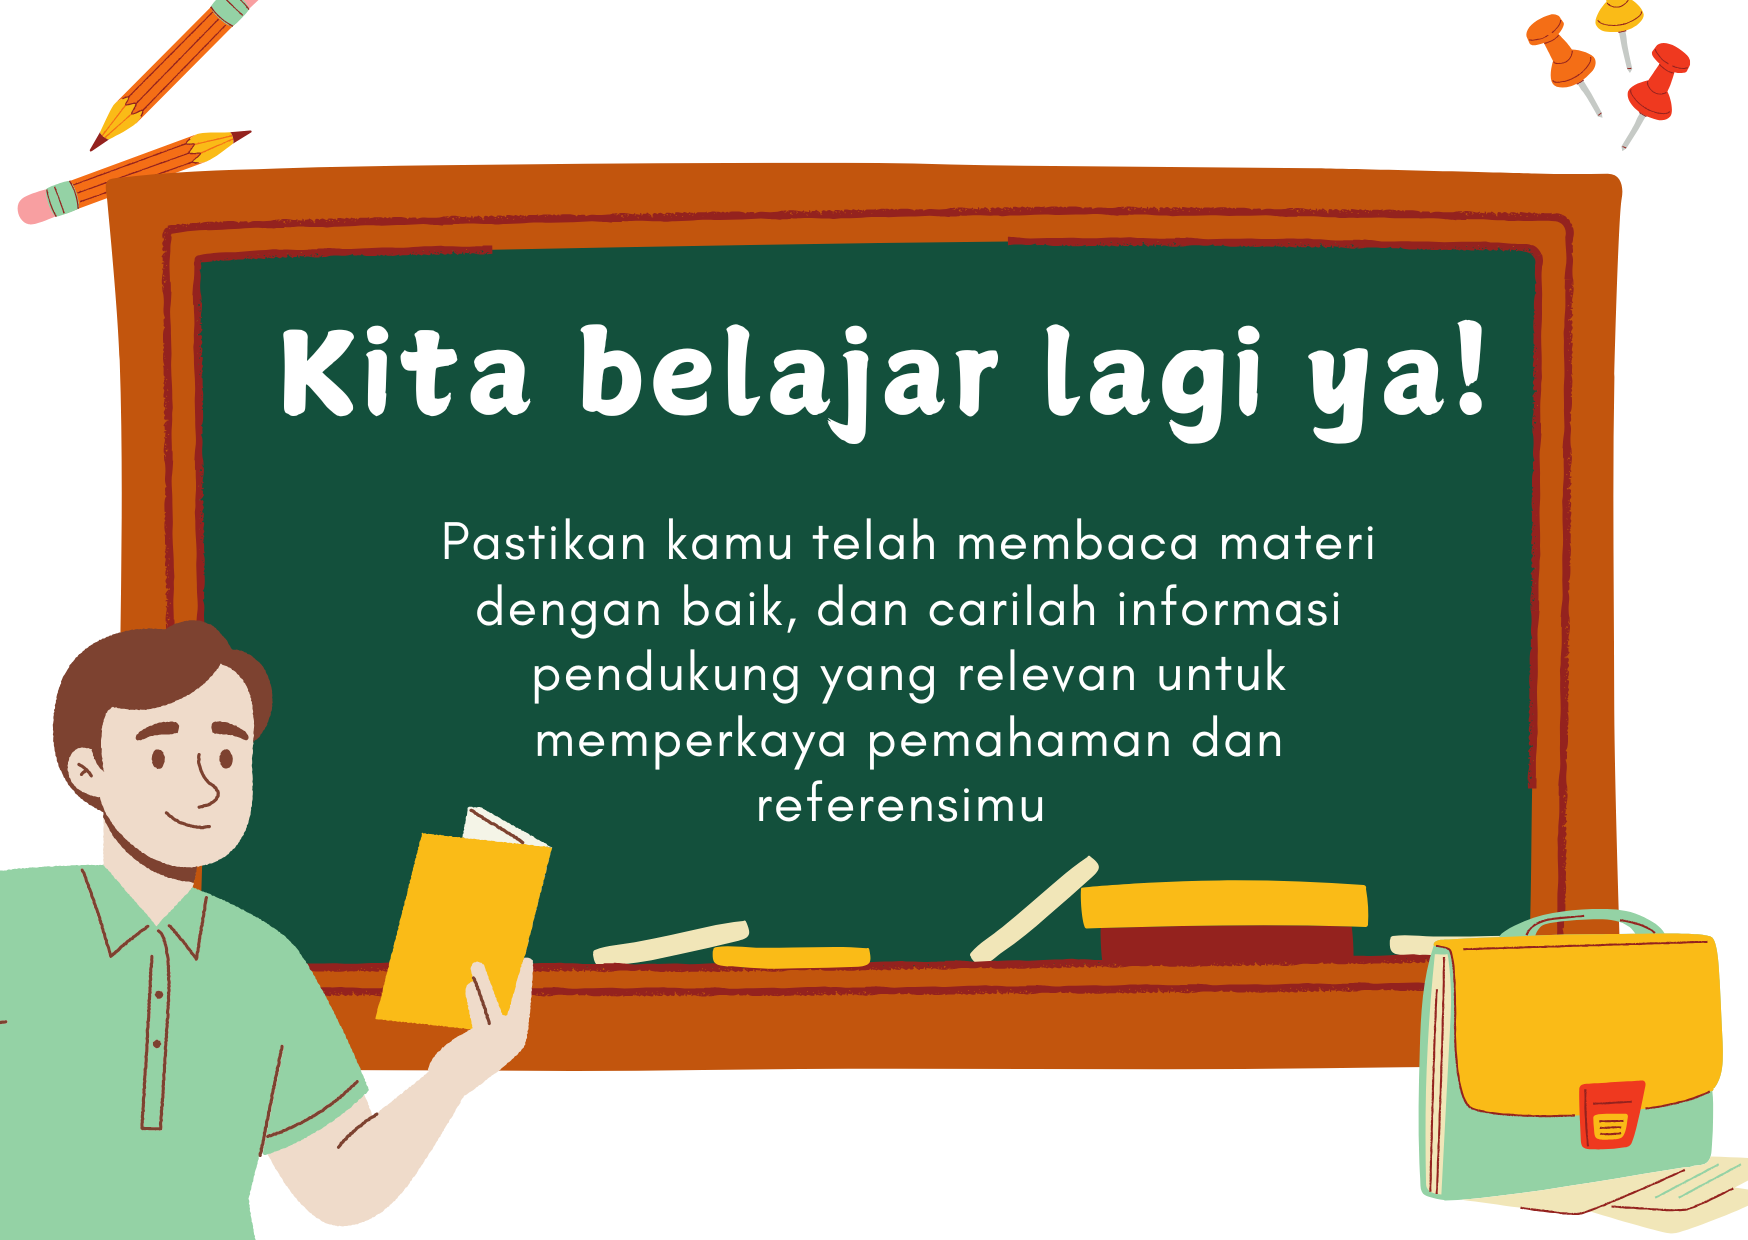 Kita belajar lagi ya!
Pastikan kamu telah membaca materi
dengan baik, dan carilah informasi
pendukung yang relevan untuk
memperkaya pemahaman dan
referensimu